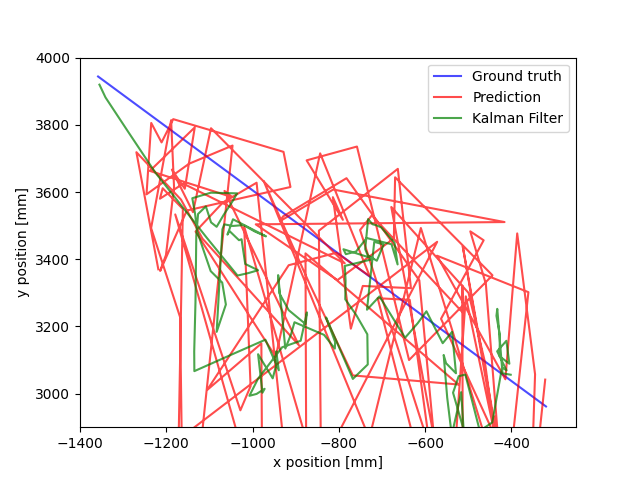 4000
3800
3600
3400
3200
3000
y position [mm]
−1400
−1200
−1000
−800
−600
−400
x position [mm]
Ground truth
Prediction
Kalman Filter